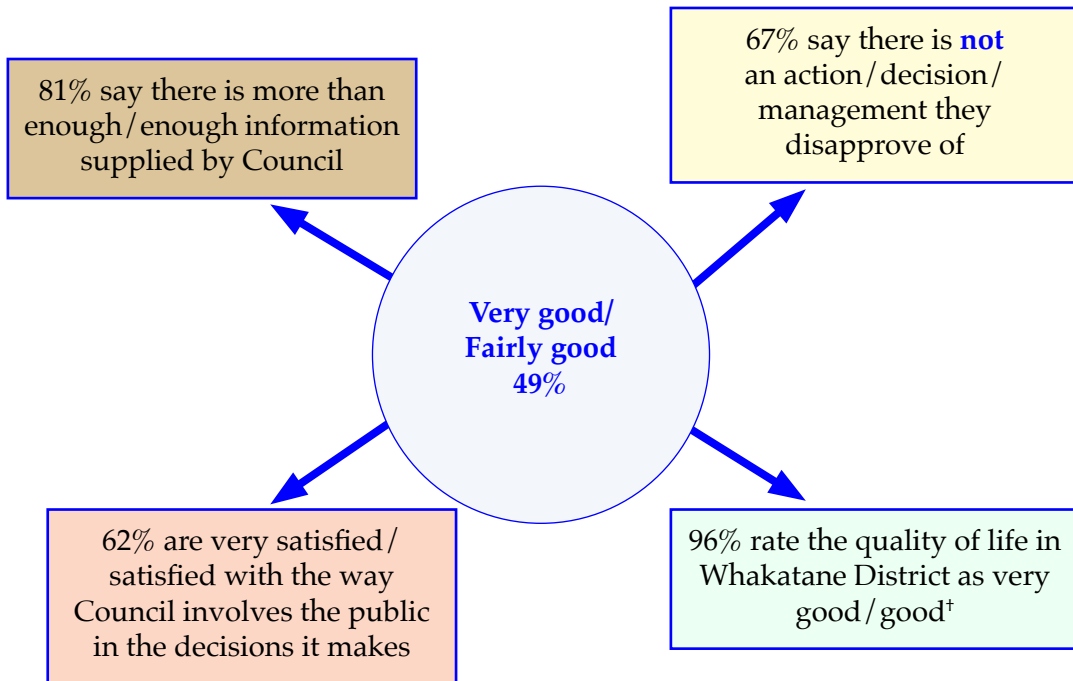 81% say there is more than
enough/enough information
supplied by Council
67% say there is not
an action/decision/
management they
disapprove of
Very good/
Fairly good
49%
62% are very satisfied/
satisfied with the way
Council involves the public
in the decisions it makes
96% rate the quality of life in
Whakatane District as very
good/good†